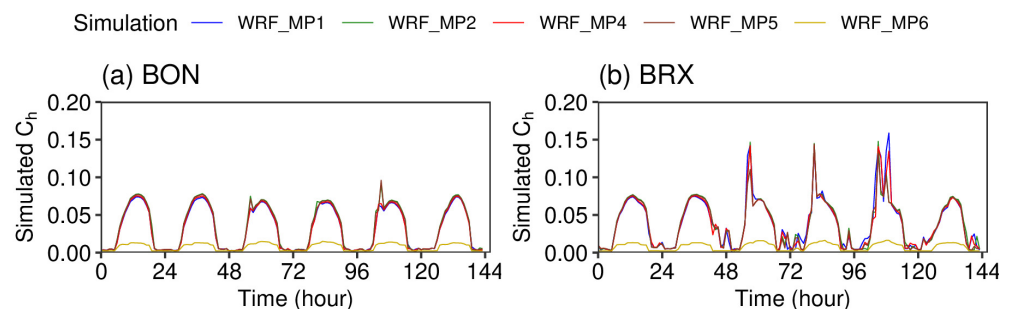 Simulation WRF_MP1 WRF_MP2 WRF_MP4 WRF_MP5 WRF_MP6
(a) BON
Simulated Ch
0.20
0.15
0.10
0.05
0.00
0 24 48 72 96 120 144
Time (hour)
(b) BRX
Simulated Ch
0.20
0.15
0.10
0.05
0.00
0 24 48 72 96 120 144
Time (hour)